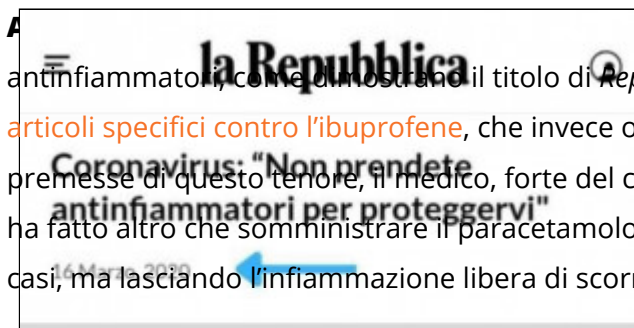 A
la Repubblica
antinfiammatori, come dimostrano il titolo di Rep
articoli specifici contro l’ibuprofene, che invece o
Coronavirus: “Non prendete
premesse di questo tenore, il medico, forte del c
antinfiammatori per proteggervi"
ha fatto altro che somministrare il paracetamolo
16 Marzo 2020
casi, ma lasciando l’infiammazione libera di scorr